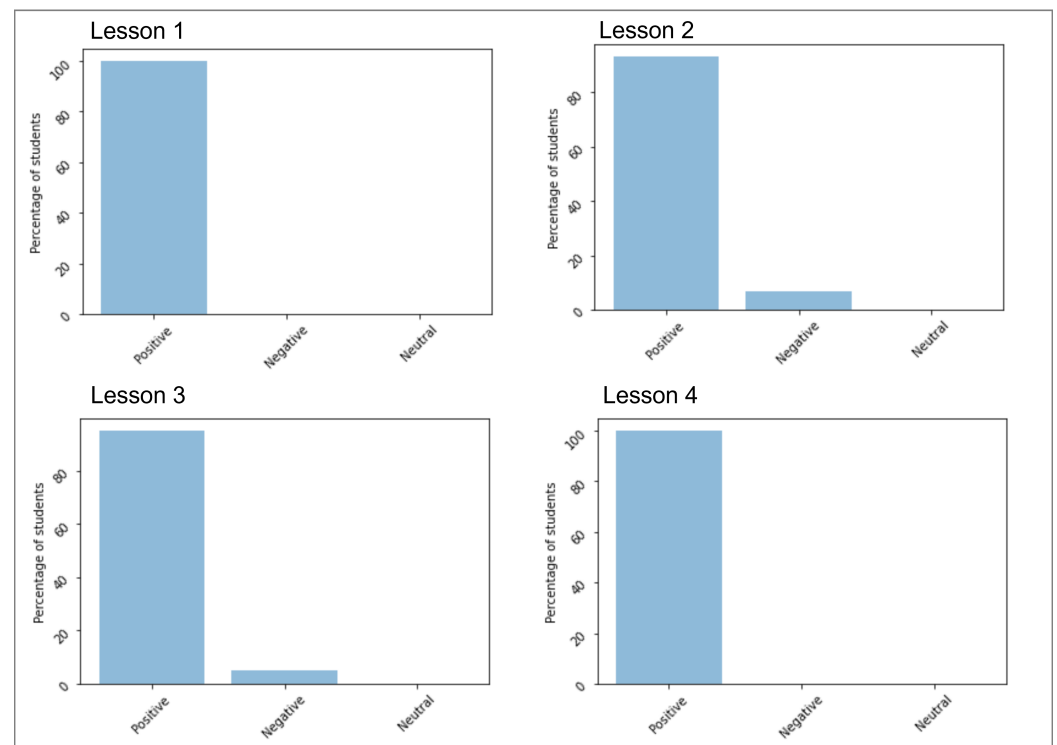 Lesson 1
Percentage of students
100
80
60
40
20
0
Positive
Negative
Neutral
Lesson 2
Percentage of students
80
60
40
20
0
Positive
Negative
Neutral
Lesson 3
Percentage of students
80
60
40
20
0
Positive
Negative
Neutral
Lesson 4
Percentage of students
100
80
60
40
20
0
Positive
Negative
Neutral